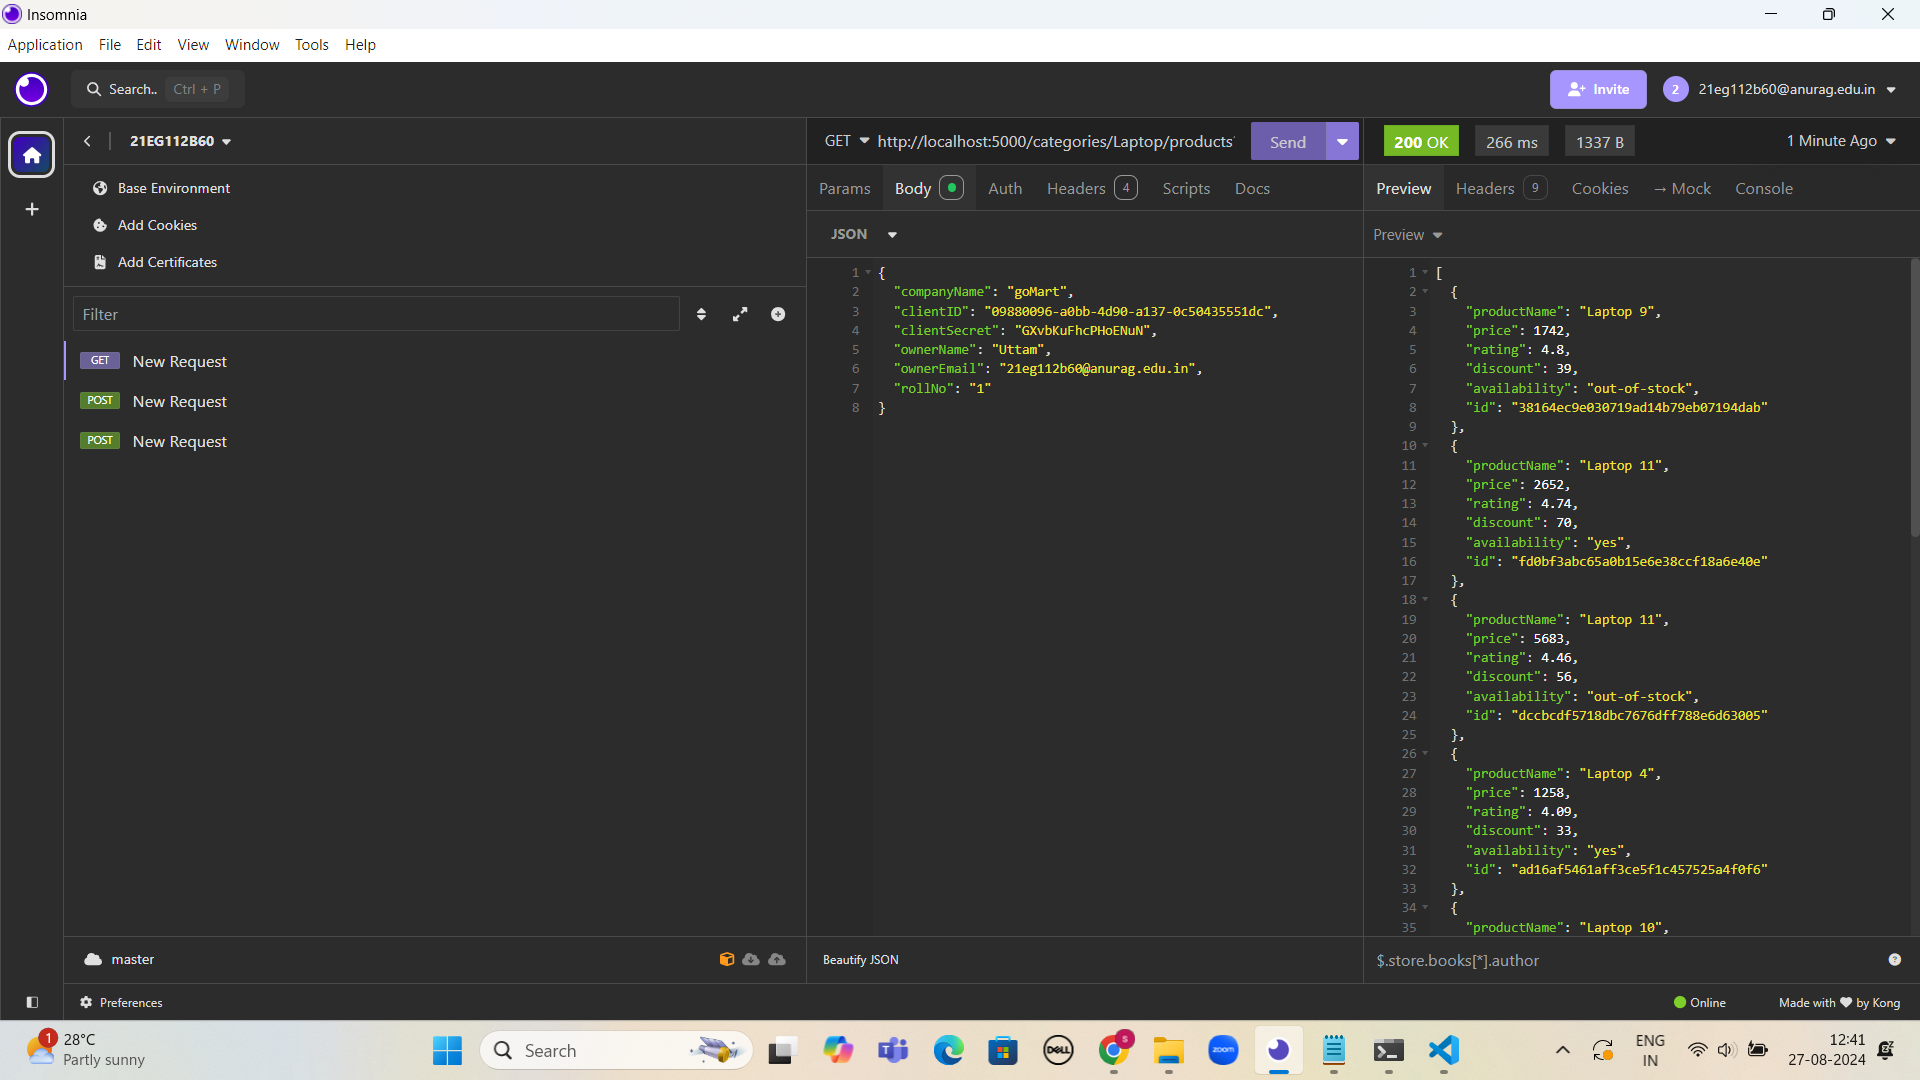 Insomnia
Application File Edit View Window Tools Help
Search.. Ctrl + P
Invite
2 21eg112b60@anurag.edu.in
21EG112B60
Base Environment
Add Cookies
Add Certificates
Filter
GET New Request
POST New Request
POST New Request
master
Preferences
GET http://localhost:5000/categories/Laptop/products
Send
Params Body Auth Headers 4 Scripts Docs
JSON
1 {
2 "companyName": "goMart",
3 "clientID": "09880096-a0bb-4d90-a137-0c50435551dc",
4 "clientSecret": "GXvbKuFhcPHoENuN",
5 "ownerName": "Uttam",
6 "ownerEmail": "21eg112b60@anurag.edu.in",
7 "rollNo": "1"
8 }
Beautify JSON
200 OK 266 ms 1337 B 1 Minute Ago
Preview Headers 9 Cookies → Mock Console
Preview
1 [
2 {
3 "productName": "Laptop 9",
4 "price": 1742,
5 "rating": 4.8,
6 "discount": 39,
7 "availability": "out-of-stock",
8 "id": "38164ec9e030719ad14b79eb07194dab"
9 },
10 {
11 "productName": "Laptop 11",
12 "price": 2652,
13 "rating": 4.74,
14 "discount": 70,
15 "availability": "yes",
16 "id": "fd0bf3abc65a0b15e6e38ccf18a6e40e"
17 },
18 {
19 "productName": "Laptop 11",
20 "price": 5683,
21 "rating": 4.46,
22 "discount": 56,
23 "availability": "out-of-stock",
24 "id": "dccbcdf5718dbc7676dff788e6d63005"
25 },
26 {
27 "productName": "Laptop 4",
28 "price": 1258,
29 "rating": 4.09,
30 "discount": 33,
31 "availability": "yes",
32 "id": "ad16af5461aff3ce5f1c457525a4f0f6"
33 },
34 {
35 "productName": "Laptop 10",
$.store.books[*].author
Online
Made with ❤ by Kong
1
28°C
Partly sunny
Search
DELL
S
zoom
ENG
IN
12:41
27-08-2024